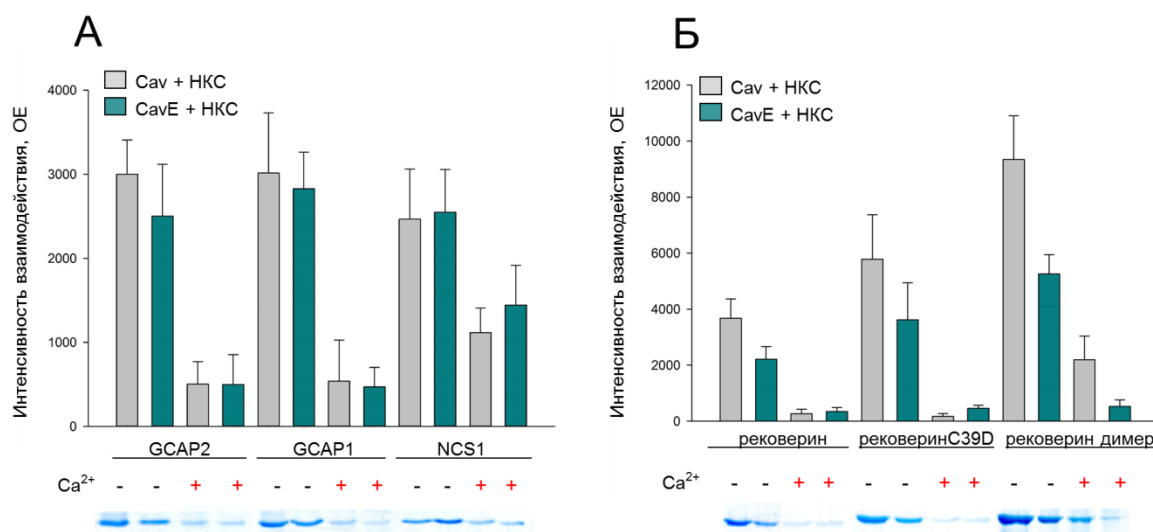 А
Cav + НКС
CavE + НКС
Интенсивность взаимодействия, ОЕ
4000
3000
2000
1000
0
GCAP2 GCAP1 NCS1
Ca2+ - - + + - - + + - - + +
Б
Cav + НКС
CavE + НКС
Интенсивность взаимодействия, ОЕ
12000
10000
8000
6000
4000
2000
0
рековерин рековеринC39D рековерин димер
Ca2+ - - + + - - + + - - + +